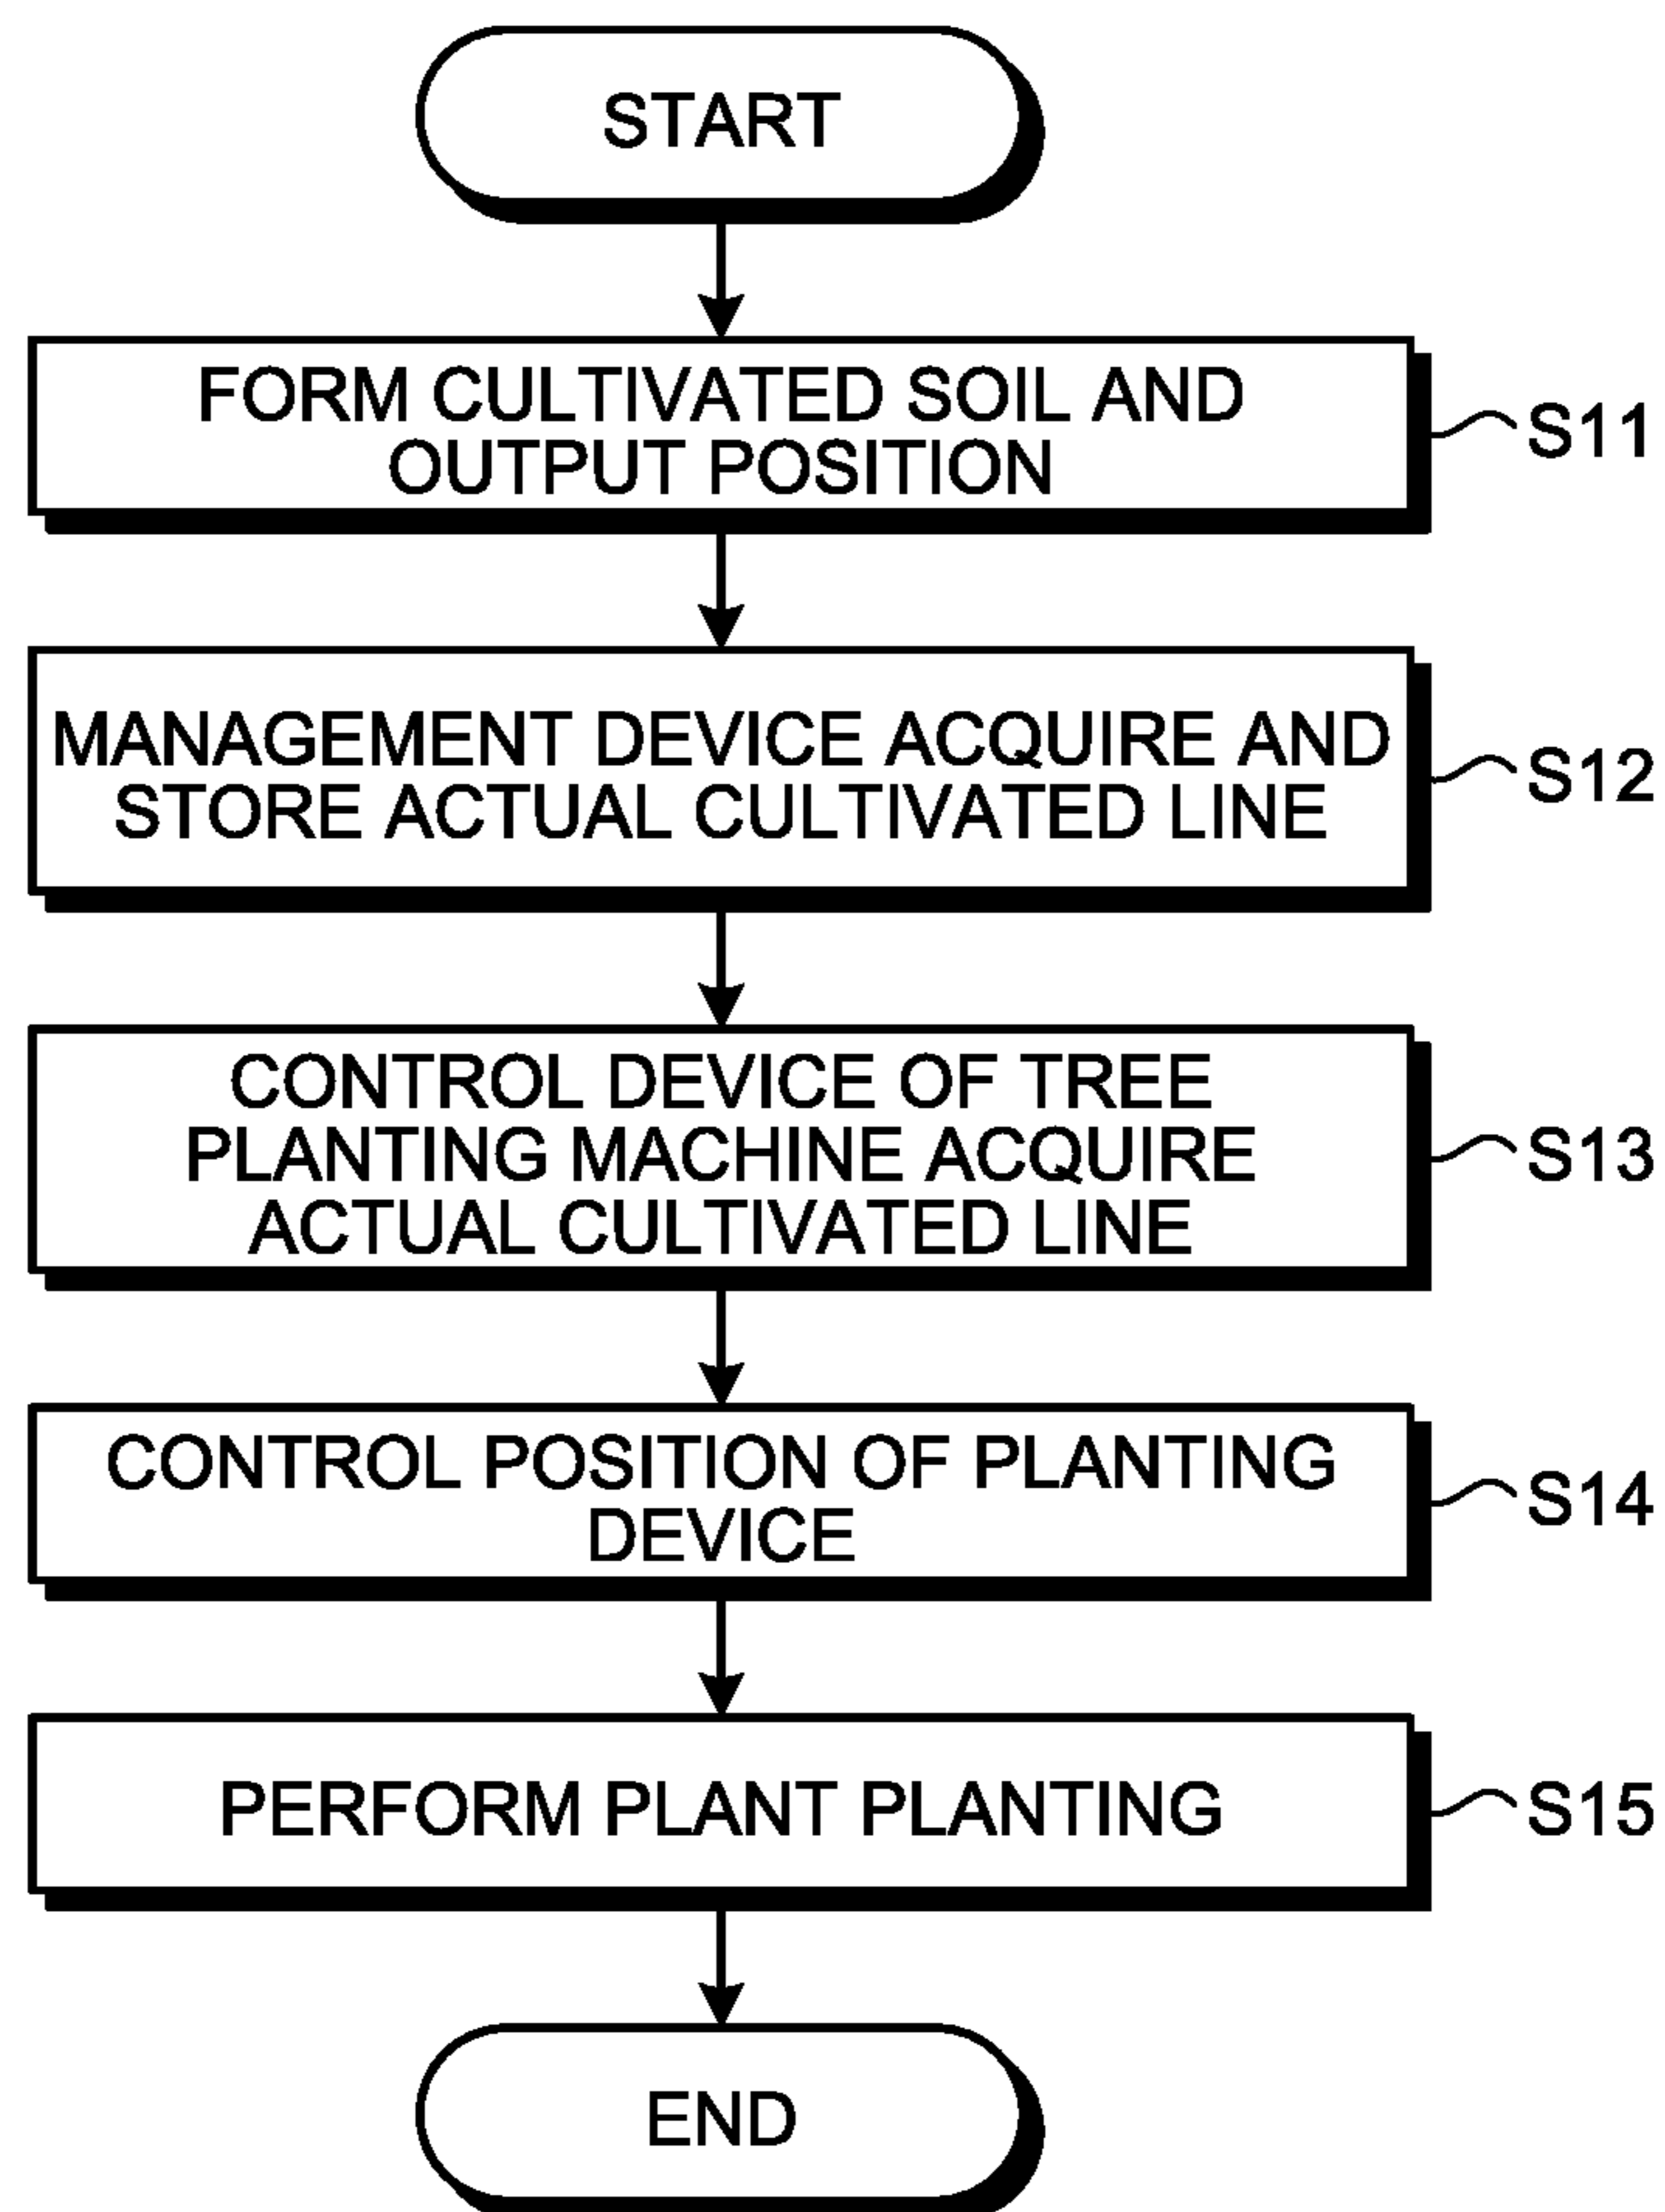 START
FORM CULTIVATED SOIL AND
OUTPUT POSITION
S11
MANAGEMENT DEVICE ACQUIRE AND
STORE ACTUAL CULTIVATED LINE
S12
CONTROL DEVICE OF TREE
PLANTING MACHINE ACQUIRE
ACTUAL CULTIVATED LINE
S13
CONTROL POSITION OF PLANTING
DEVICE
S14
PERFORM PLANT PLANTING
S15
END